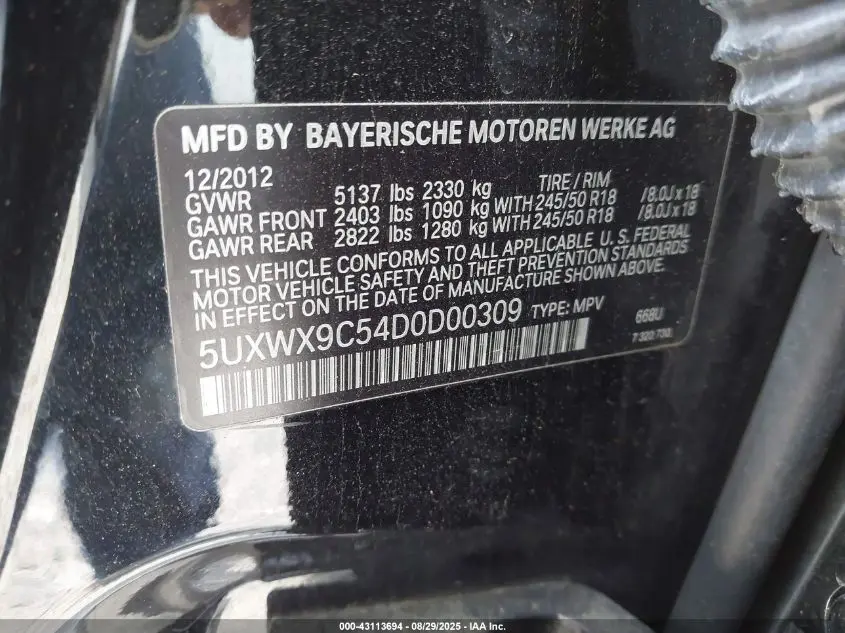 MFD BY BAYERISCHE MOTOREN WERKE AG
12/2012 TIRE / RIM
GVWR 5137 lbs 2330 kg
GAWR FRONT 2403 lbs 1090 kg WITH 245/50 R18 /8.0J x 18
GAWR REAR 2822 lbs 1280 kg WITH 245/50 R18 /8.0J x 18
THIS VEHICLE CONFORMS TO ALL APPLICABLE U. S. FEDERAL
MOTOR VEHICLE SAFETY AND THEFT PREVENTION STANDARDS
IN EFFECT ON THE DATE OF MANUFACTURE SHOWN ABOVE.
5UXWX9C54D0D00309 TYPE: MPV 668U
7 320.730
000-43113694 | 08/29/2025 | IAA Inc.